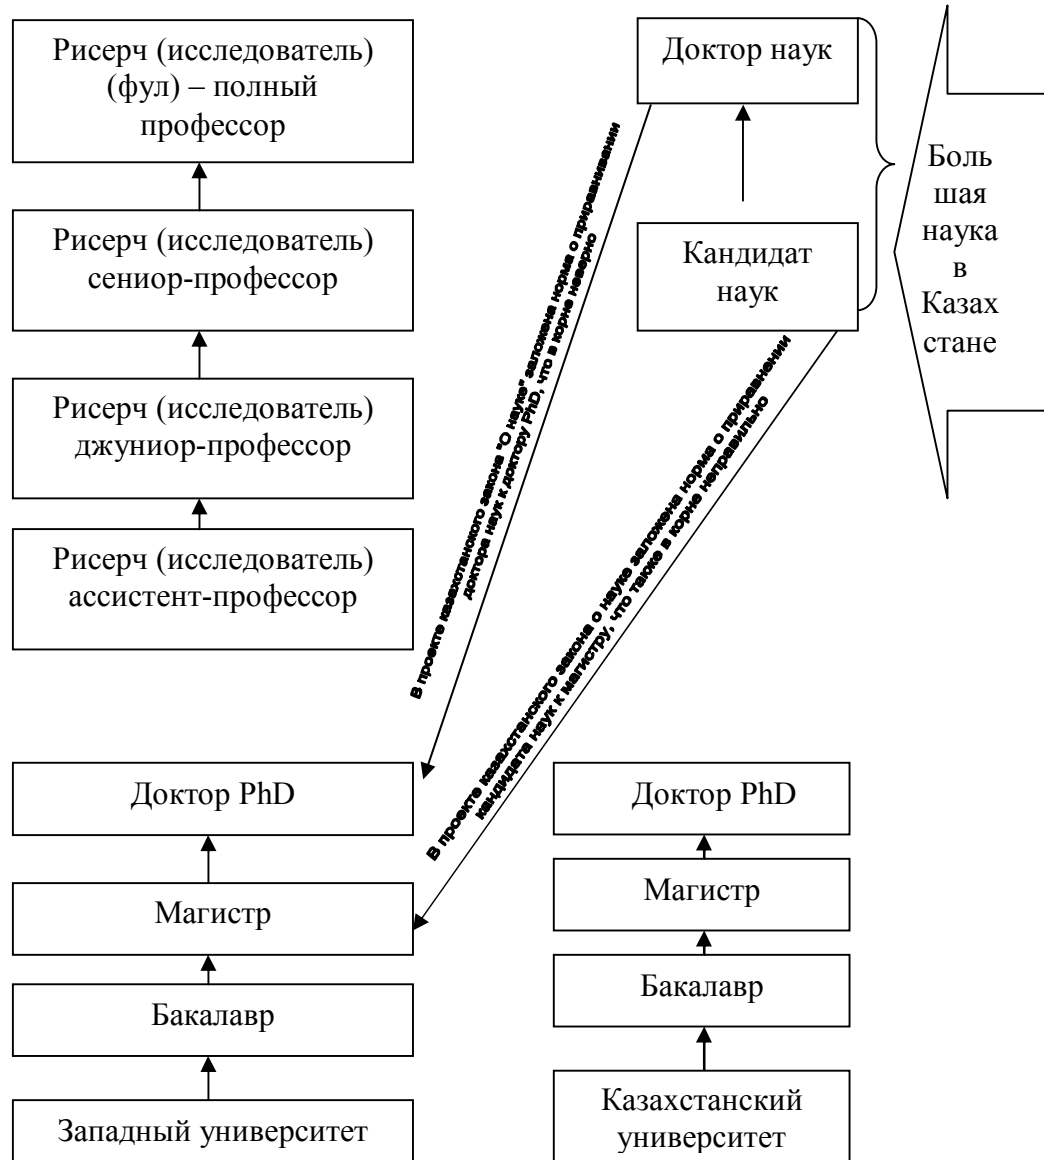 Рисерч (исследователь)
(фул) – полный
профессор
Рисерч (исследователь)
сениор-профессор
Рисерч (исследователь)
джуниор-профессор
Рисерч (исследователь)
ассистент-профессор
Доктор PhD
Магистр
Бакалавр
Западный университет
В проекте казахстанского закона "О науке" заложена норма о приравнивании
доктора наук к доктору PhD, что в корне неверно
В проекте казахстанского закона о науке заложена норма о приравнении
кандидата наук к магистру, что также в корне неправильно
Доктор наук
Кандидат
наук
Боль
шая
наука
в
Казах
стане
Доктор PhD
Магистр
Бакалавр
Казахстанский
университет